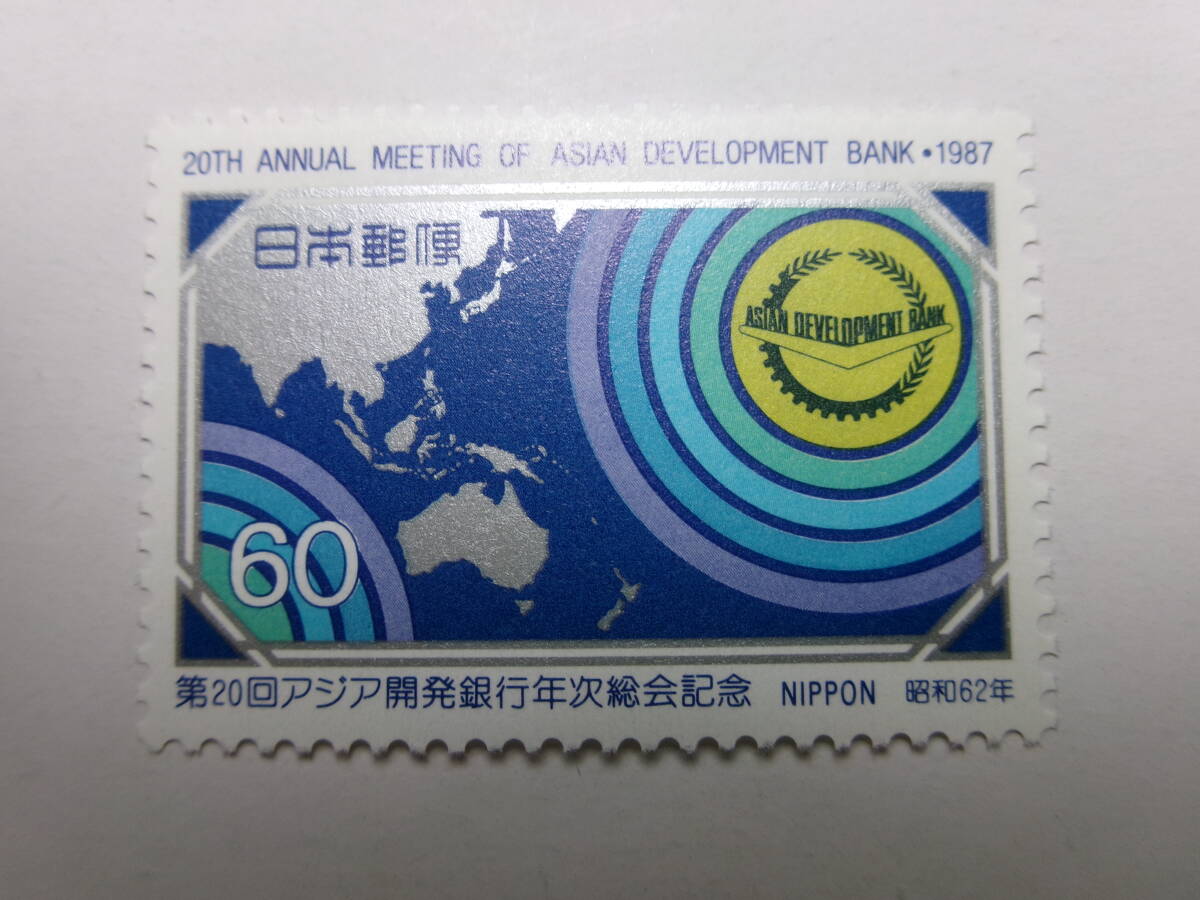 20TH ANNUAL MEETING OF ASIAN DEVELOPMENT BANK • 1987
日本郵便
ASIAN DEVELOPMENT BANK
60
第20回アジア開発銀行年次総会記念 NIPPON 昭和62年